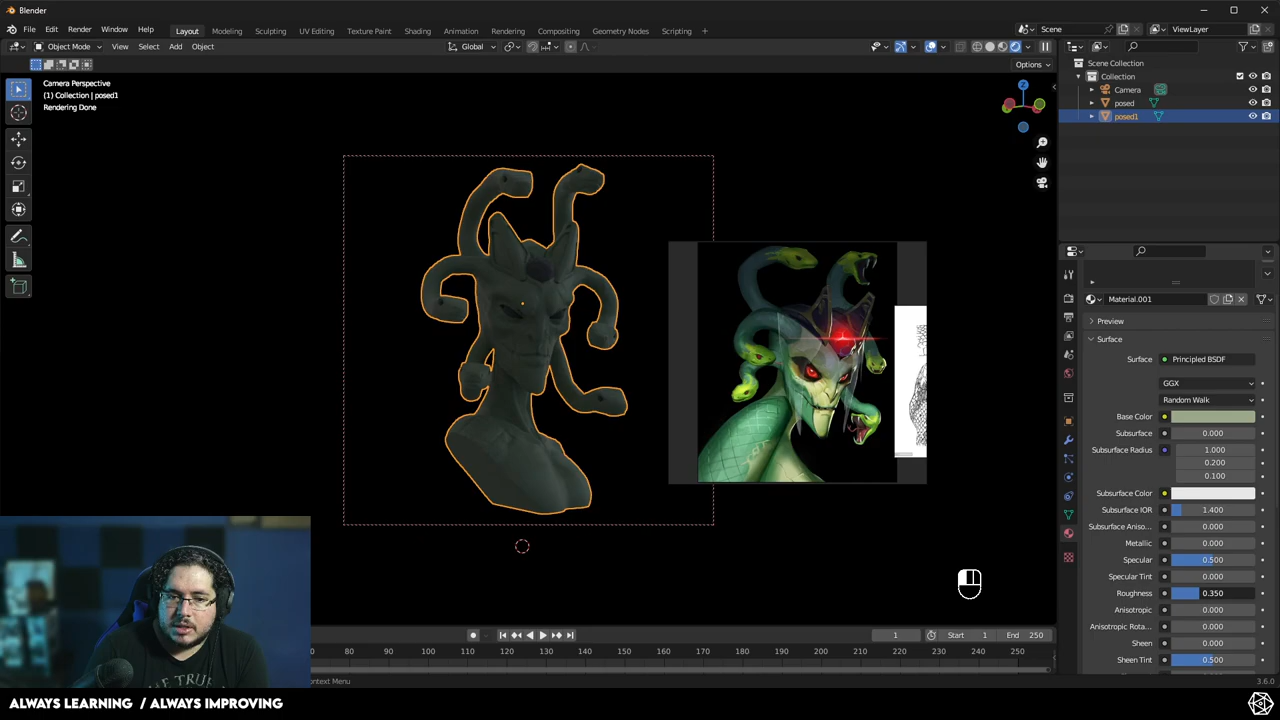 Blender
File Edit Render Window Help
Layout Modeling Sculpting UV Editing Texture Paint Shading Animation Rendering Compositing Geometry Nodes Scripting +
Scene
ViewLayer
Object Mode View Select Add Object
Global
Options
Camera Perspective
(1) Collection | posed1
Rendering Done
Z
Scene Collection
Collection
Camera
posed
posed1
Material.001
Preview
Surface
Surface Principled BSDF
GGX
Random Walk
Base Color
Subsurface 0.000
Subsurface Radius 1.000
0.200
0.100
Subsurface Color
Subsurface IOR 1.400
Subsurface Aniso... 0.000
Metallic 0.000
Specular 0.500
Specular Tint 0.000
Roughness 0.350
Anisotropic 0.000
Anisotropic Rota... 0.000
Sheen 0.000
Sheen Tint 0.500
1 Start 1 End 250
80 90 100 110 120 130 140 150 160 170 180 190 200 210 220 230 240 250
ontext Menu
3.6.0
THE TRU
ALWAYS LEARNING / ALWAYS IMPROVING